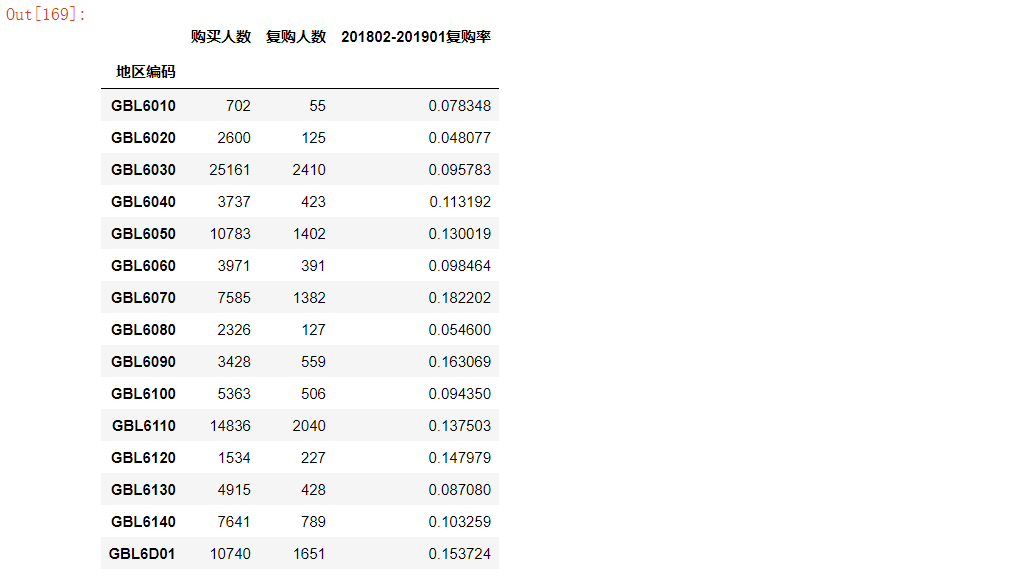 Out[169]:
购买人数 复购人数 201802-201901复购率
地区编码
GBL6010 702 55 0.078348
GBL6020 2600 125 0.048077
GBL6030 25161 2410 0.095783
GBL6040 3737 423 0.113192
GBL6050 10783 1402 0.130019
GBL6060 3971 391 0.098464
GBL6070 7585 1382 0.182202
GBL6080 2326 127 0.054600
GBL6090 3428 559 0.163069
GBL6100 5363 506 0.094350
GBL6110 14836 2040 0.137503
GBL6120 1534 227 0.147979
GBL6130 4915 428 0.087080
GBL6140 7641 789 0.103259
GBL6D01 10740 1651 0.153724